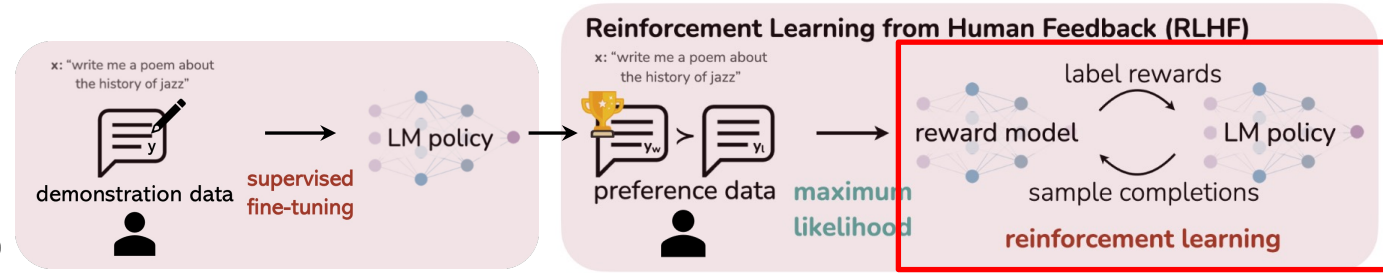 Reinforcement Learning from Human Feedback (RLHF)
x: "write me a poem about
the history of jazz"
y
demonstration data
supervised
fine-tuning
LM policy
x: "write me a poem about
the history of jazz"
y_w
≻
y_l
preference data
maximum
likelihood
reward model
label rewards
LM policy
sample completions
reinforcement learning